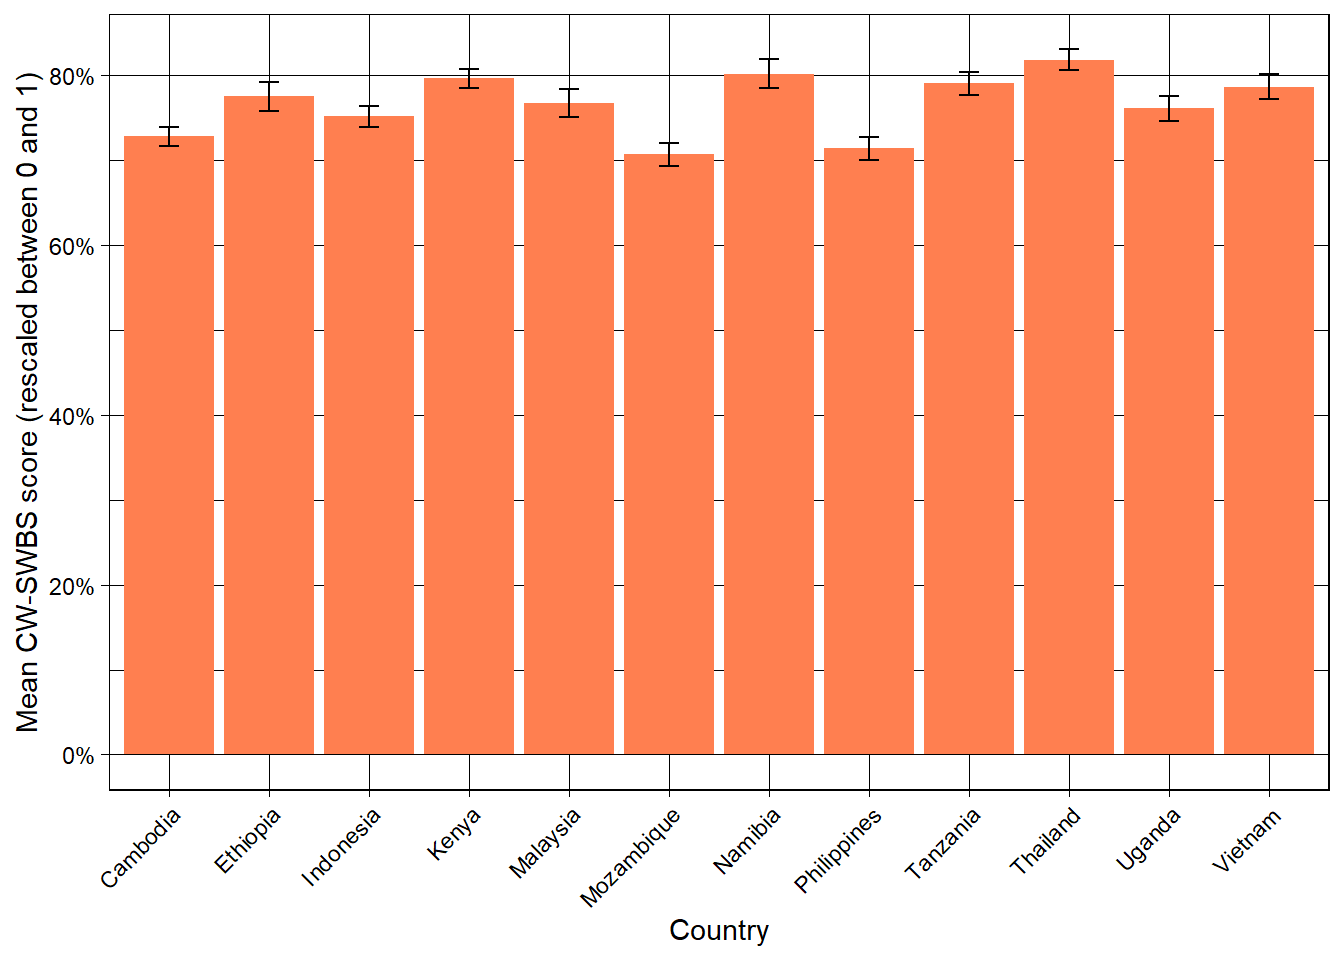 Mean CW-SWBS score (rescaled between 0 and 1)
80%
60%
40%
20%
0%
Cambodia
Ethiopia
Indonesia
Kenya
Malaysia
Mozambique
Namibia
Philippines
Tanzania
Thailand
Uganda
Vietnam
Country